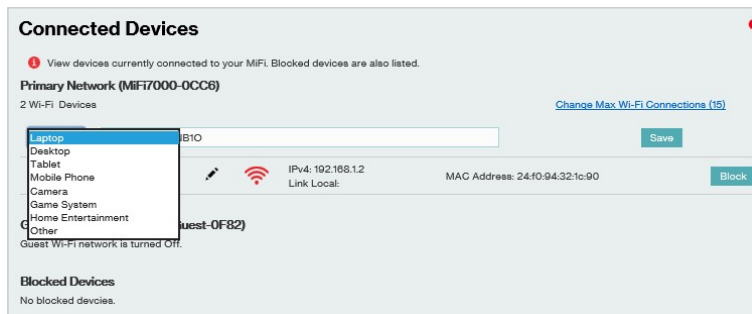 Connected Devices
View devices currently connected to your MiFi. Blocked devices are also listed.
Primary Network (MiFi7000-0CC6)
2 Wi-Fi Devices
Change Max Wi-Fi Connections (15)
Laptop
Save
Desktop
Tablet
Mobile Phone
Camera
Game System
Home Entertainment
Other
IPv4: 192.168.1.2
Link Local:
MAC Address: 24:f0:94:32:1c:90
Block
Guest Wi-Fi network is turned Off.
Blocked Devices
No blocked devcies.